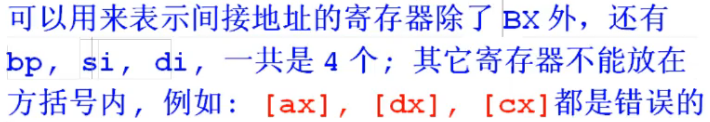 可以用来表示间接地址的寄存器除了 BX 外，还有
bp, si, di, 一共是 4 个；其它寄存器不能放在
方括号内，例如：[ax], [dx], [cx]都是错误的